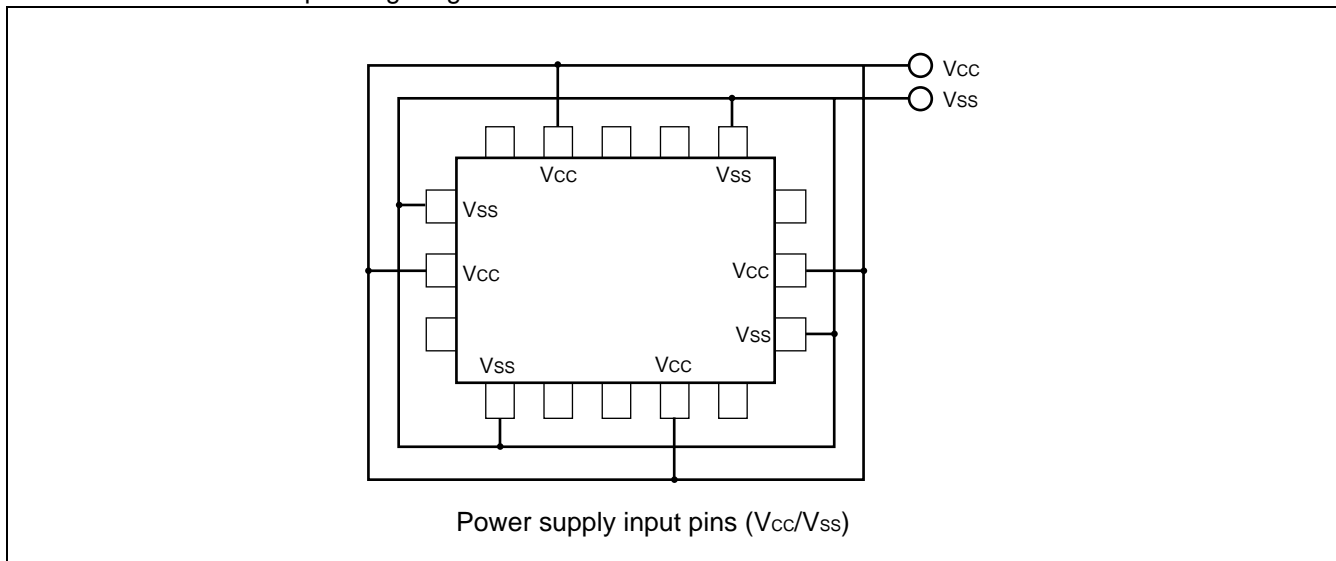 Vcc
Vss
Vcc Vss
Vss
Vcc Vcc
Vss
Vss Vcc
Power supply input pins (Vcc/Vss)